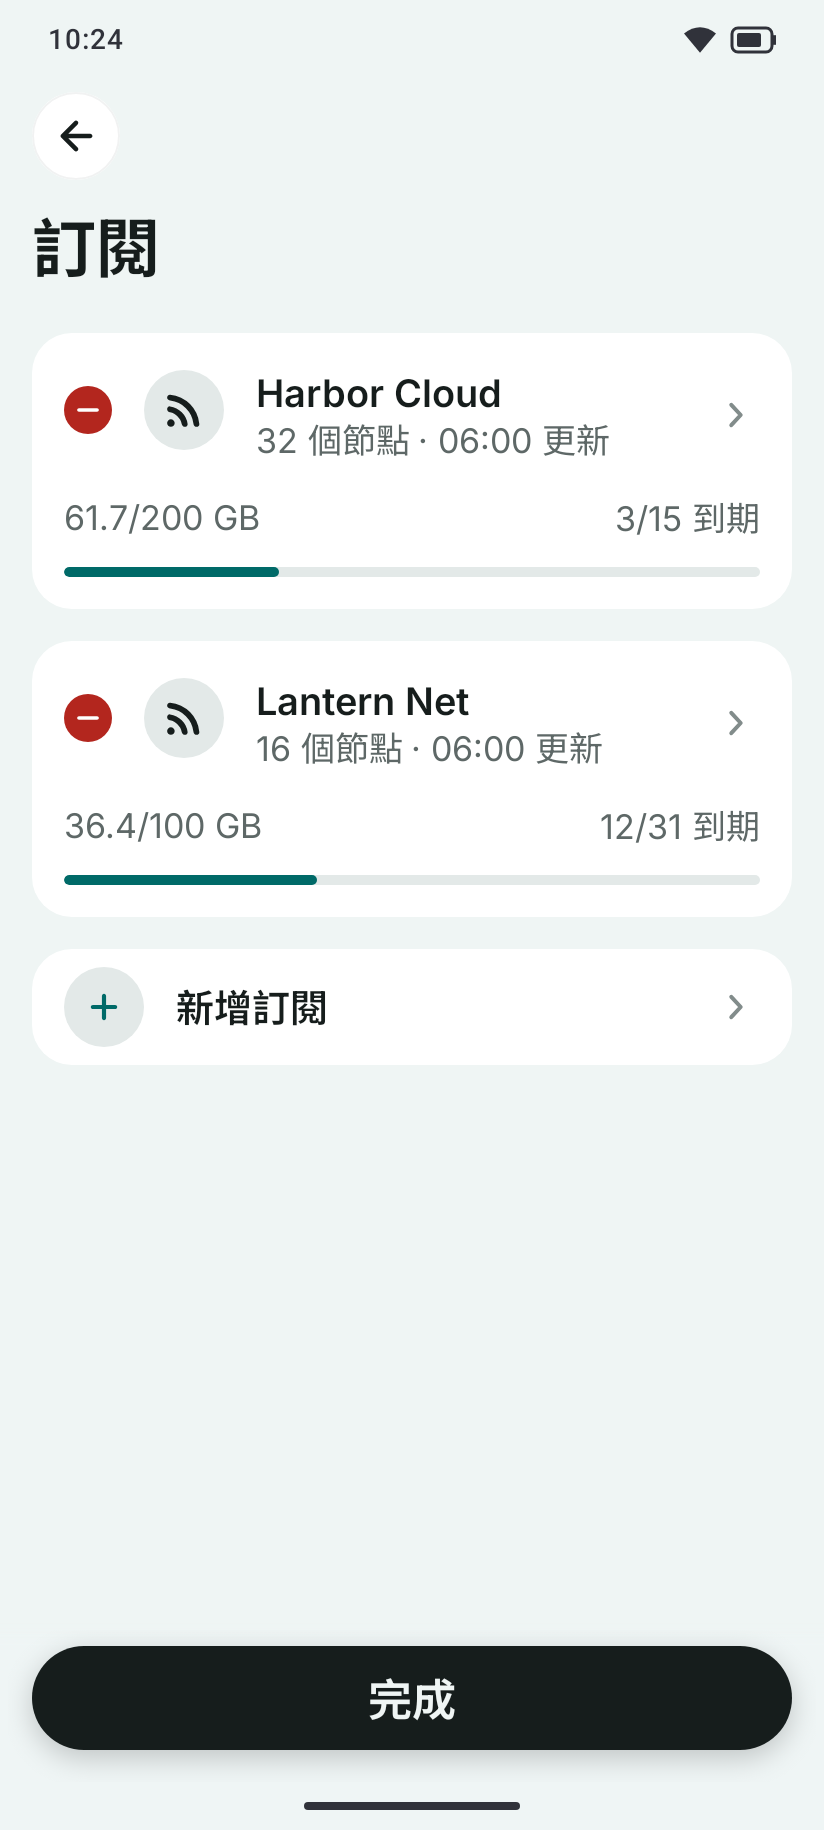 10:24
訂閱
Harbor Cloud
32 個節點 · 06:00 更新
61.7/200 GB
3/15 到期
Lantern Net
16 個節點 · 06:00 更新
36.4/100 GB
12/31 到期
新增訂閱
完成